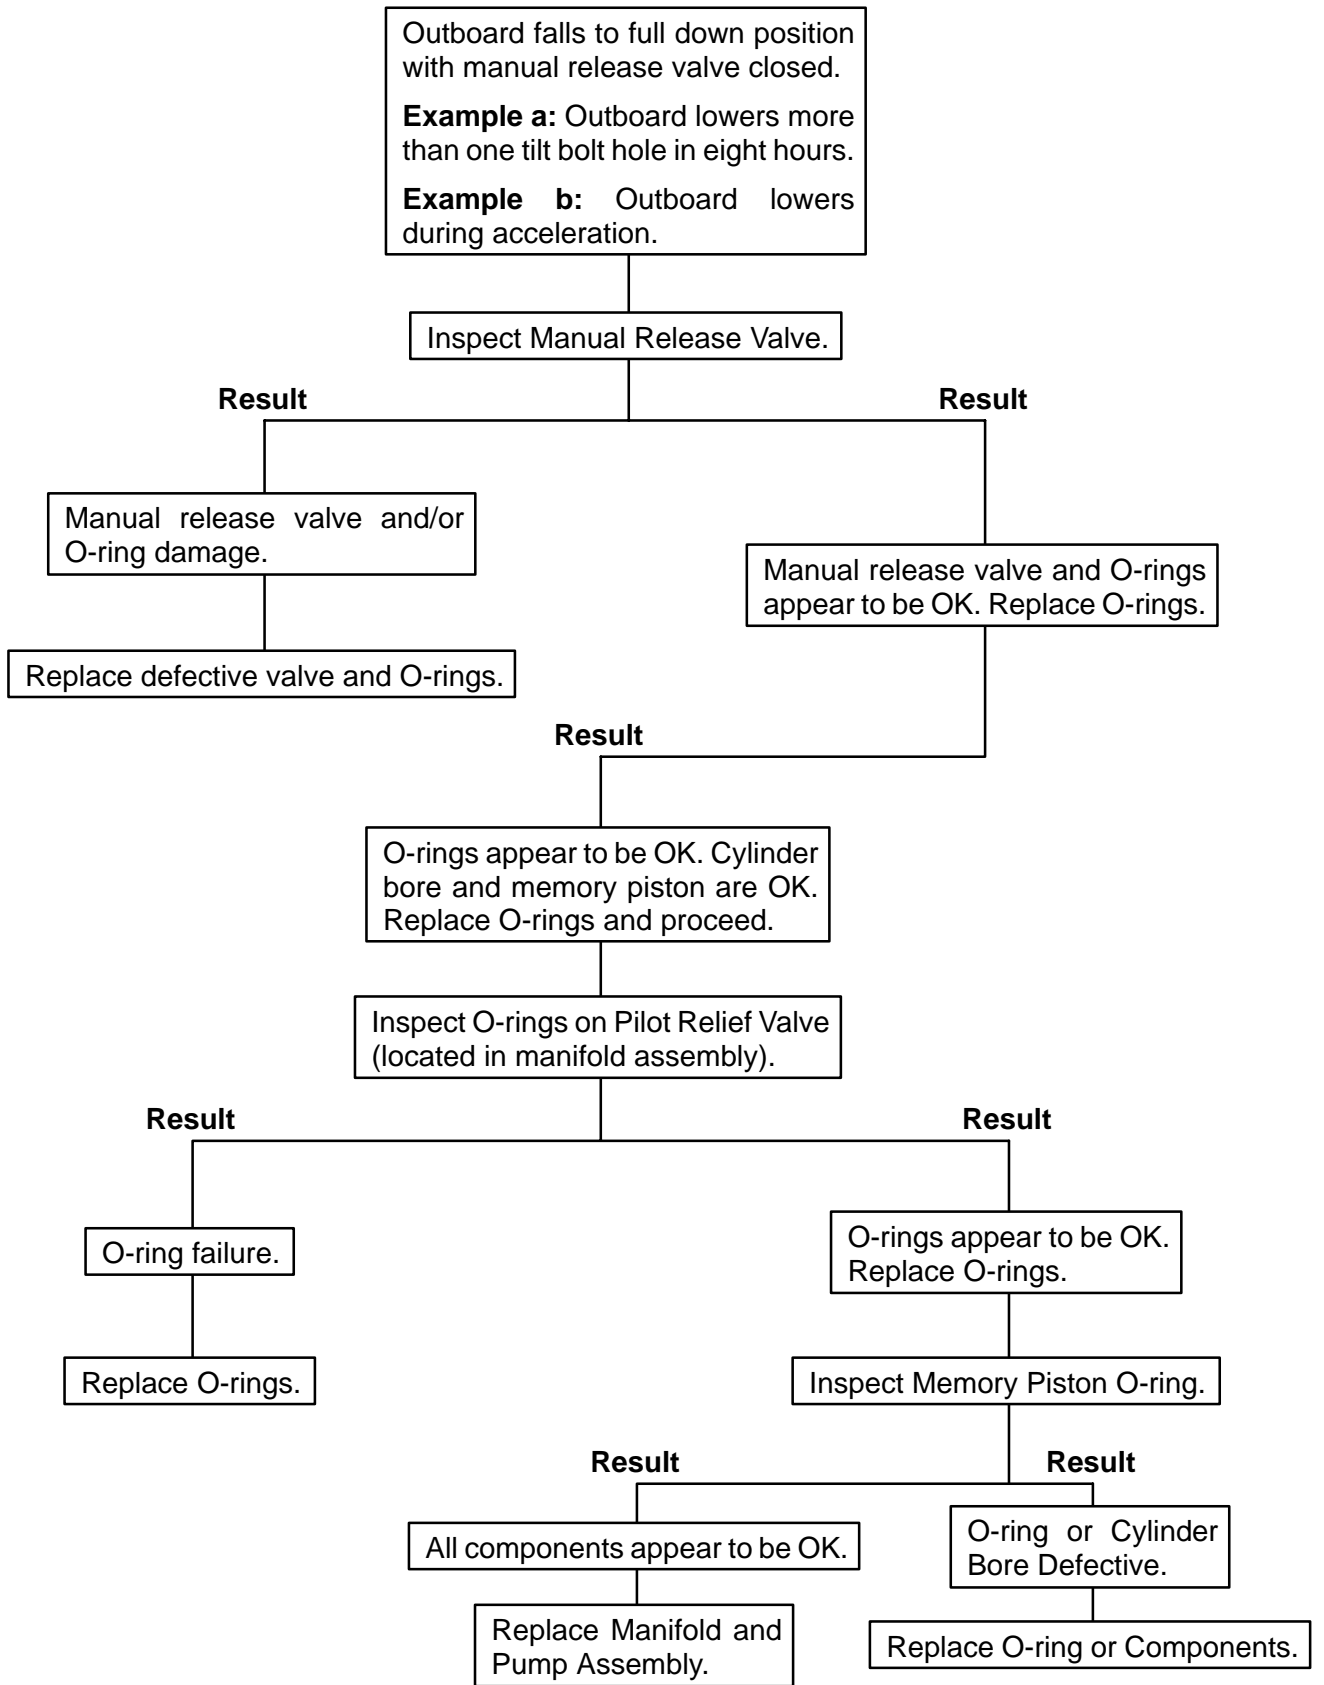 Outboard falls to full down position
with manual release valve closed.
Example a: Outboard lowers more
than one tilt bolt hole in eight hours.
Example b: Outboard lowers
during acceleration.
Inspect Manual Release Valve.
Result
Result
Manual release valve and/or
O-ring damage.
Manual release valve and O-rings
appear to be OK. Replace O-rings.
Replace defective valve and O-rings.
Result
O-rings appear to be OK. Cylinder
bore and memory piston are OK.
Replace O-rings and proceed.
Inspect O-rings on Pilot Relief Valve
(located in manifold assembly).
Result
Result
O-ring failure.
O-rings appear to be OK.
Replace O-rings.
Replace O-rings.
Inspect Memory Piston O-ring.
Result
Result
All components appear to be OK.
O-ring or Cylinder
Bore Defective.
Replace Manifold and
Pump Assembly.
Replace O-ring or Components.